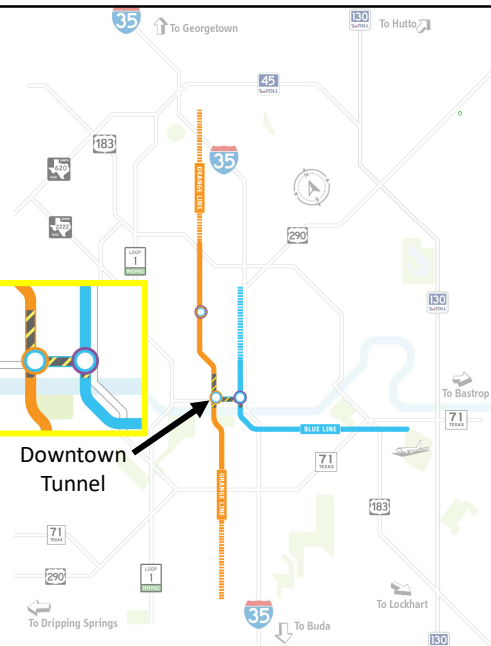 35
To Georgetown
130
TOLL
To Hutto
45
TOLL
183
620
ORANGE LINE
35
2222
290
LOOP
1
MOPAC
130
TOLL
To Bastrop
71
TEXAS
BLUE LINE
Downtown
Tunnel
71
TEXAS
ORANGE LINE
183
71
TEXAS
290
LOOP
1
MOPAC
To Lockhart
To Dripping Springs
35
To Buda
130